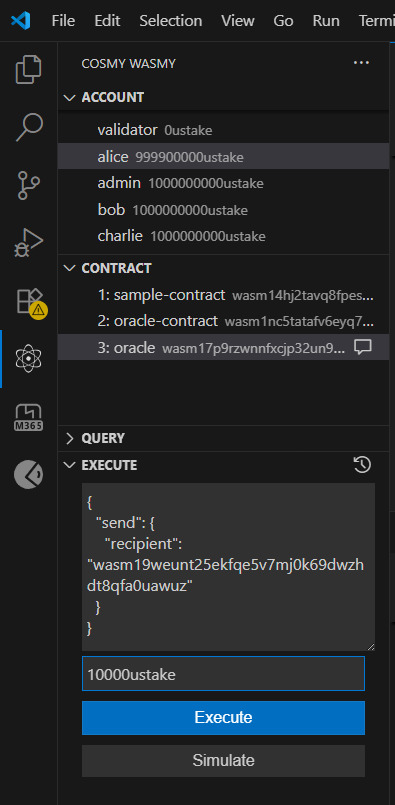 File Edit Selection View Go Run Termi
COSMY WASMY ...
ACCOUNT
validator 0ustake
alice 999900000ustake
admin 1000000000ustake
bob 1000000000ustake
charlie 1000000000ustake
CONTRACT
1: sample-contract wasm14hj2tavq8fpes...
2: oracle-contract wasm1nc5tatafv6eyq7...
3: oracle wasm17p9rzwnnfxcjp32un9...
M365
QUERY
EXECUTE
{
"send": {
"recipient":
"wasm19weunt25ekfqe5v7mj0k69dwzh
dt8qfa0uawuz"
}
}
10000ustake
Execute
Simulate